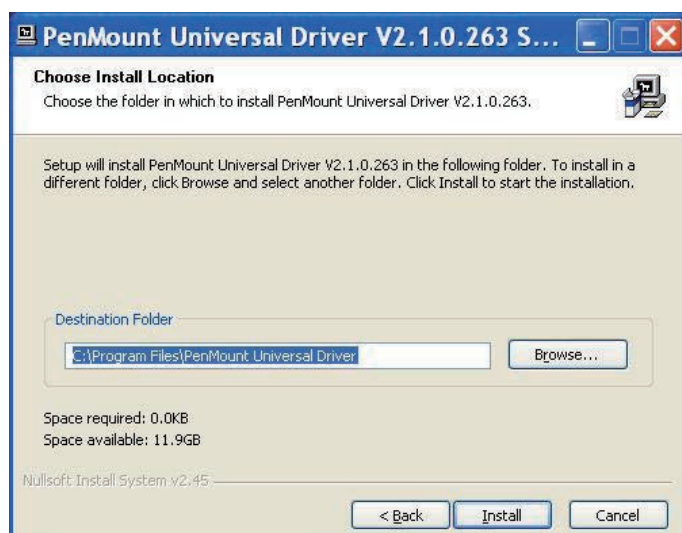 PenMount Universal Driver V2.1.0.263 S...
Choose Install Location
Choose the folder in which to install PenMount Universal Driver V2.1.0.263.
Setup will install PenMount Universal Driver V2.1.0.263 in the following folder. To install in a
different folder, click Browse and select another folder. Click Install to start the installation.
Destination Folder
C:\Program Files\PenMount Universal Driver
Browse...
Space required: 0.0KB
Space available: 11.9GB
Nullsoft Install System v2.45
< Back
Install
Cancel